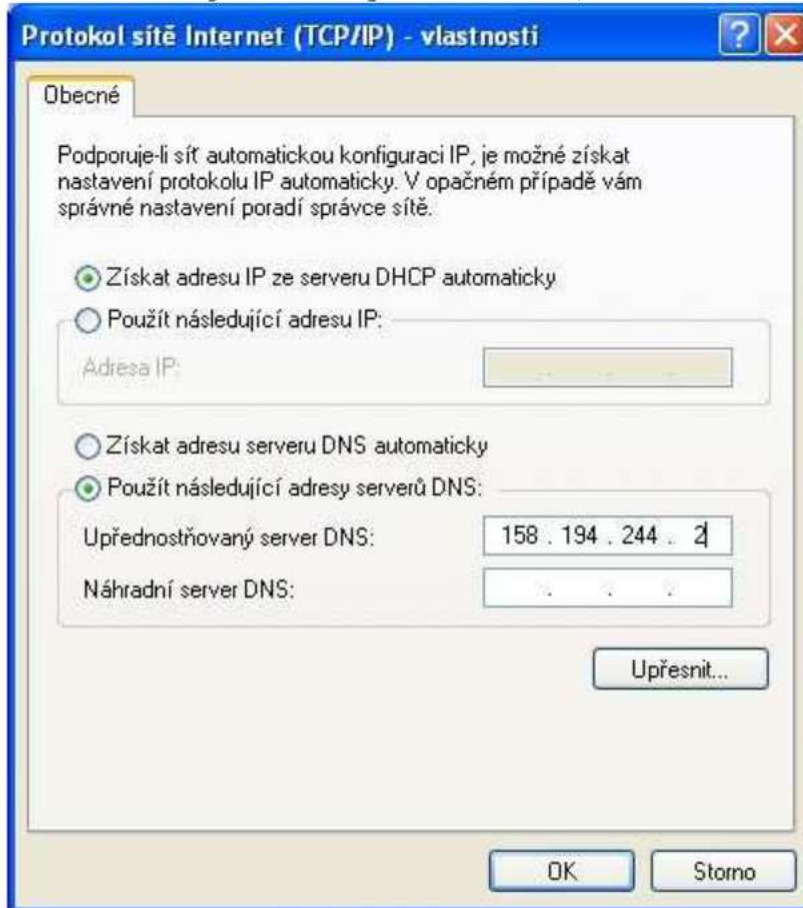 Protokol sítě Internet (TCP/IP) - vlastnosti
Obecné
Podporuje-li síť automatickou konfiguraci IP, je možné získat
nastavení protokolu IP automaticky. V opačném případě vám
správné nastavení poradí správce sítě.
Získat adresu IP ze serveru DHCP automaticky
Použít následující adresu IP:
Adresa IP:
Získat adresu serveru DNS automaticky
Použít následující adresy serverů DNS:
Upřednostňovaný server DNS: 158 . 194 . 244 . 2
Náhradní server DNS: . . .
Upřesnit...
OK Storno